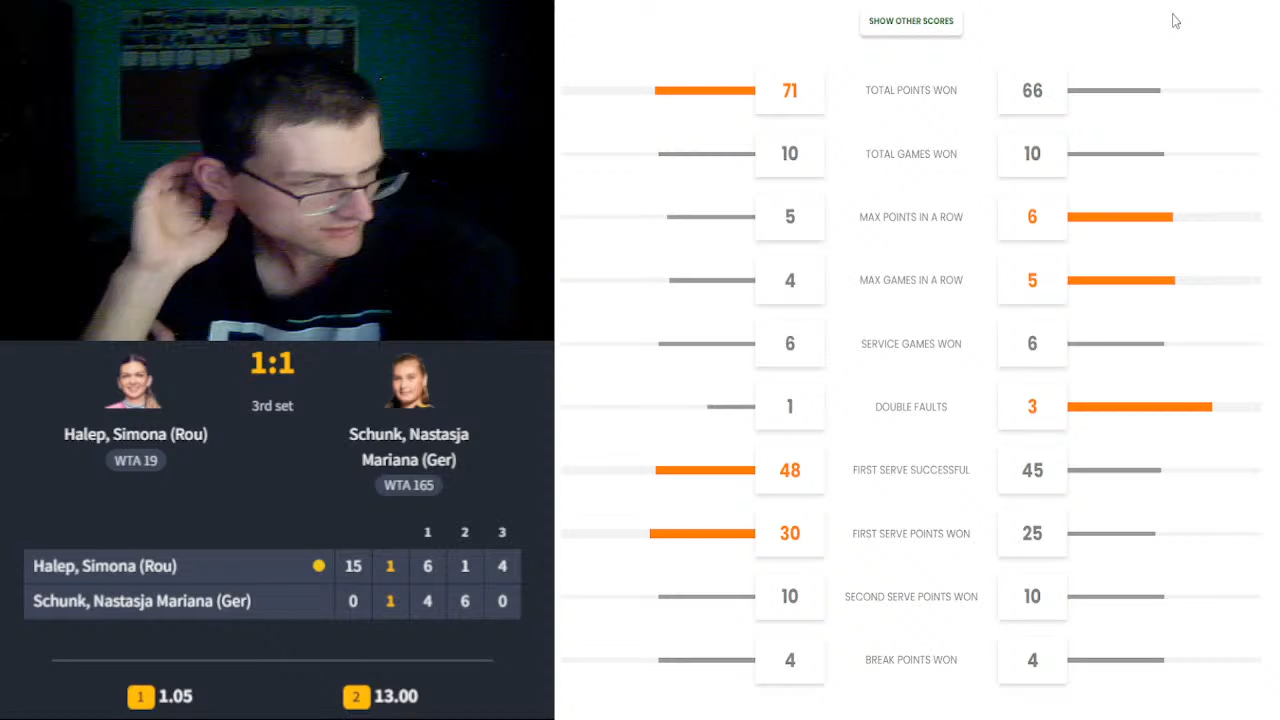 SHOW OTHER SCORES
71 TOTAL POINTS WON 66
10 TOTAL GAMES WON 10
5 MAX POINTS IN A ROW 6
4 MAX GAMES IN A ROW 5
6 SERVICE GAMES WON 6
1 DOUBLE FAULTS 3
48 FIRST SERVE SUCCESSFUL 45
30 FIRST SERVE POINTS WON 25
10 SECOND SERVE POINTS WON 10
4 BREAK POINTS WON 4
1:1
3rd set
Halep, Simona (Rou)
WTA 19
Schunk, Nastasja
Mariana (Ger)
WTA 165
1 2 3
Halep, Simona (Rou) 15 1 6 1 4
Schunk, Nastasja Mariana (Ger) 0 1 4 6 0
1 1.05 2 13.00